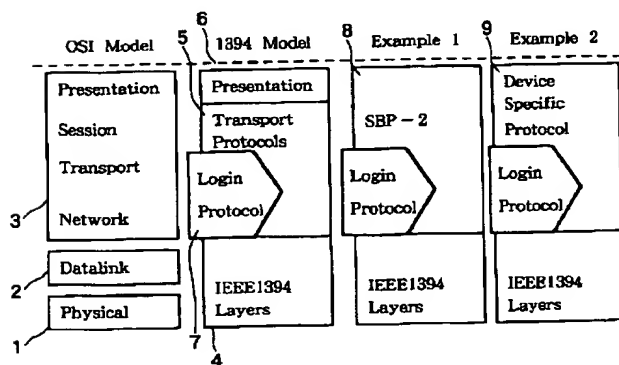 OSI Model
6
1394 Model
Example 1
Example 2
5
8
9
Presentation
Session
Transport
Network
3
Datalink
2
Physical
1
Presentation
Transport
Protocols
Login
Protocol
7
IEEE1394
Layers
4
SBP-2
Login
Protocol
IEEE1394
Layers
Device
Specific
Protocol
Login
Protocol
IEEE1394
Layers